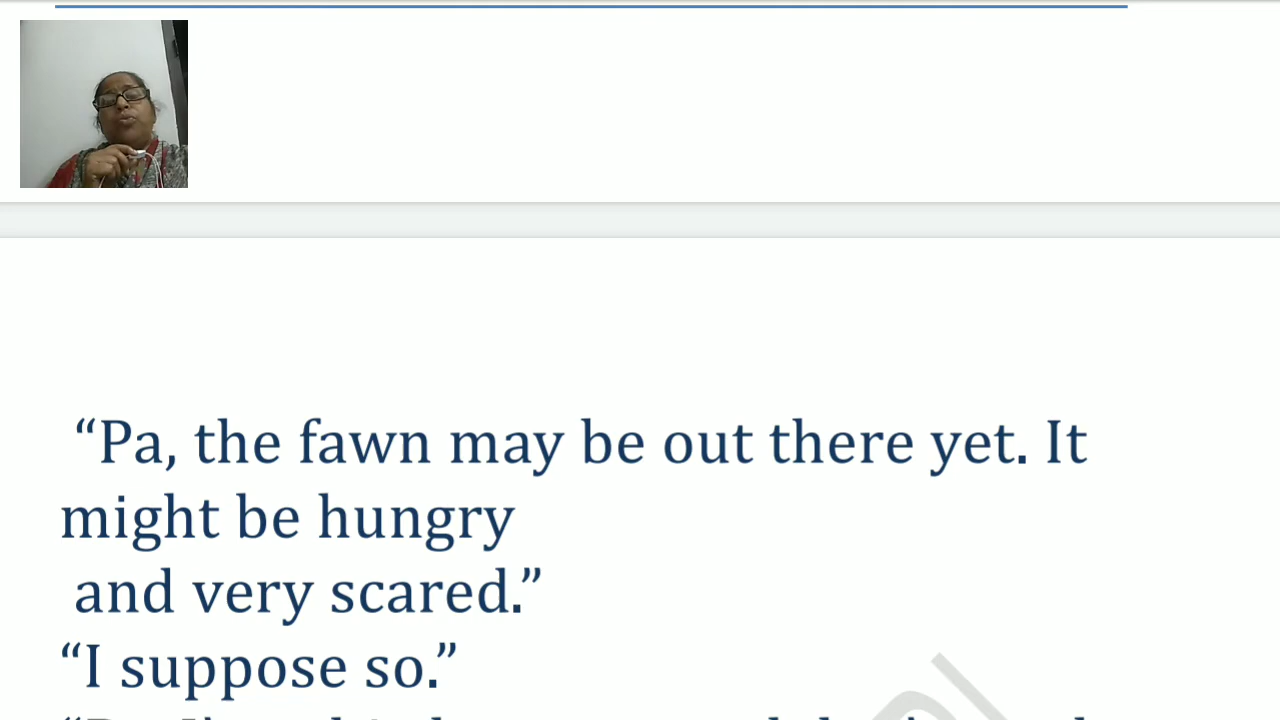 “Pa, the fawn may be out there yet. It
might be hungry
and very scared.”
“I suppose so.”